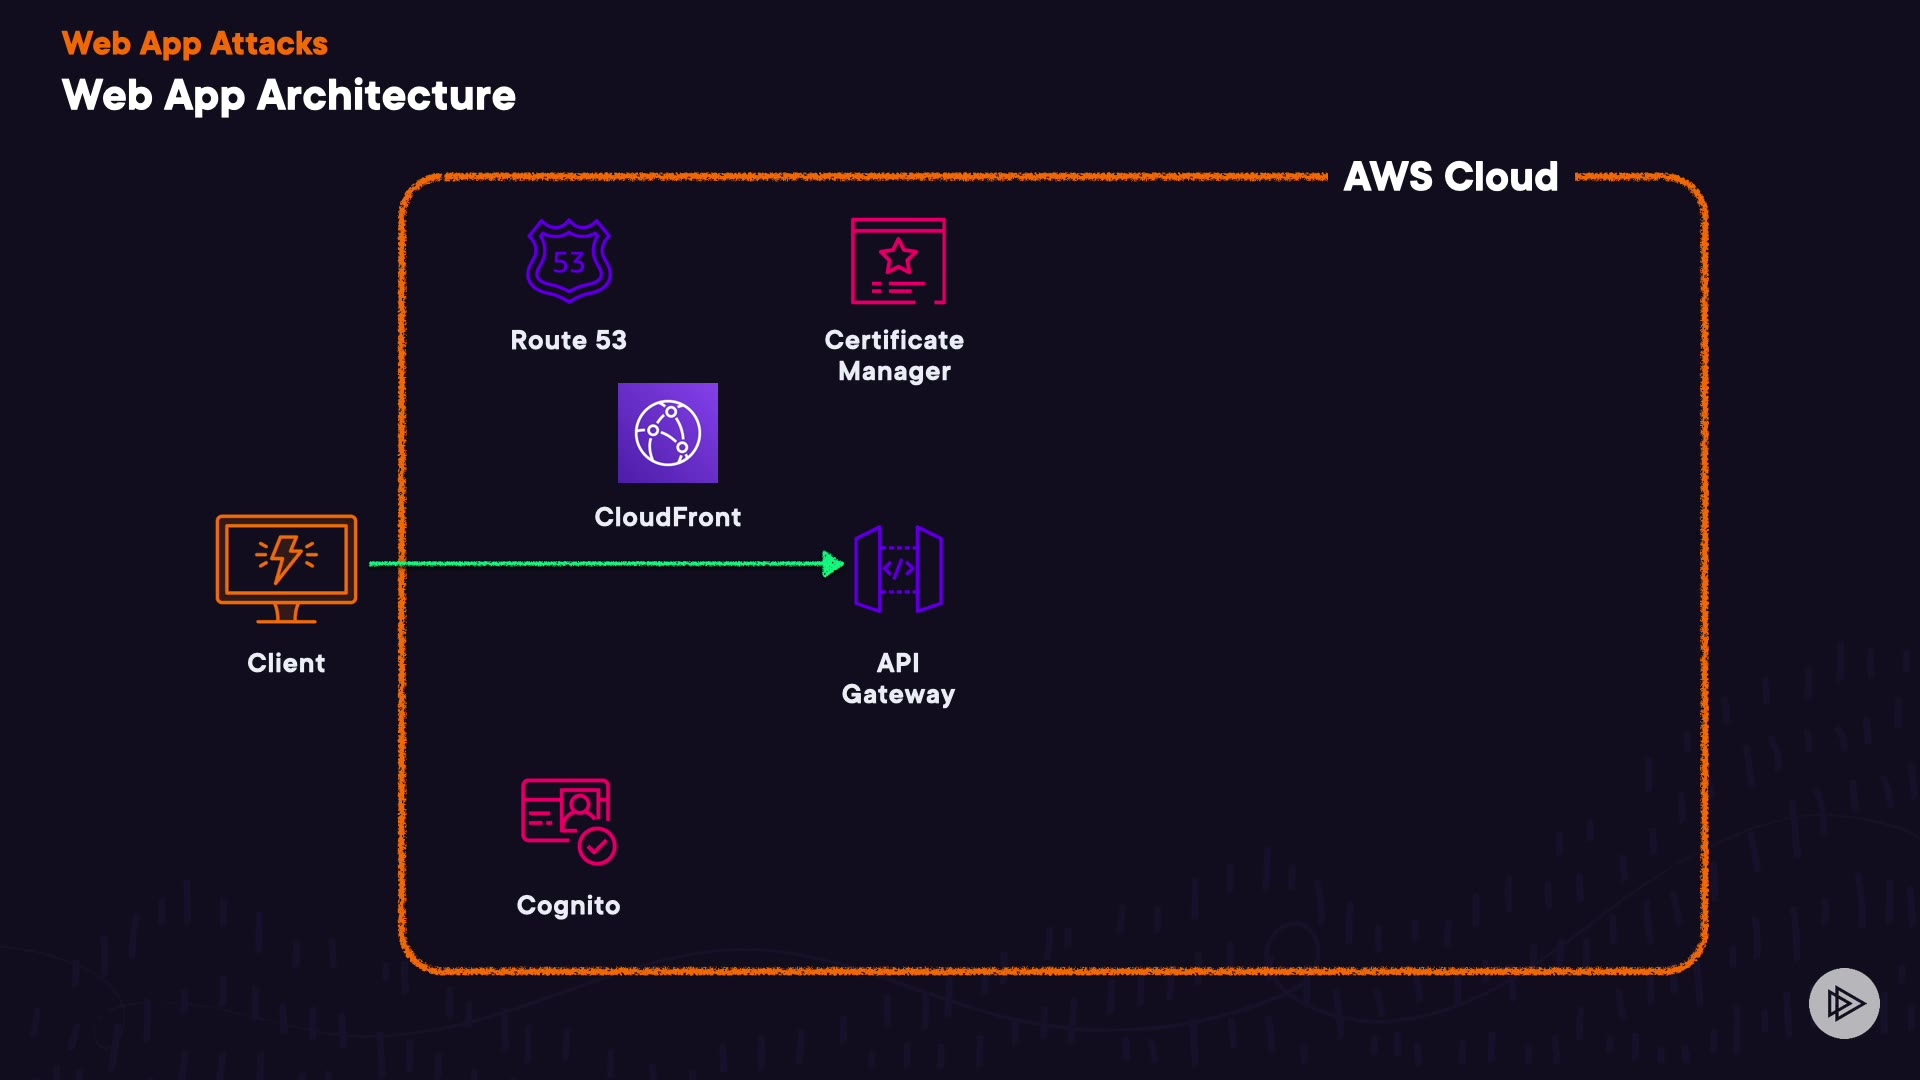 Web App Attacks
Web App Architecture
AWS Cloud
53
Route 53
Certificate
Manager
CloudFront
Client
</>
API
Gateway
Cognito